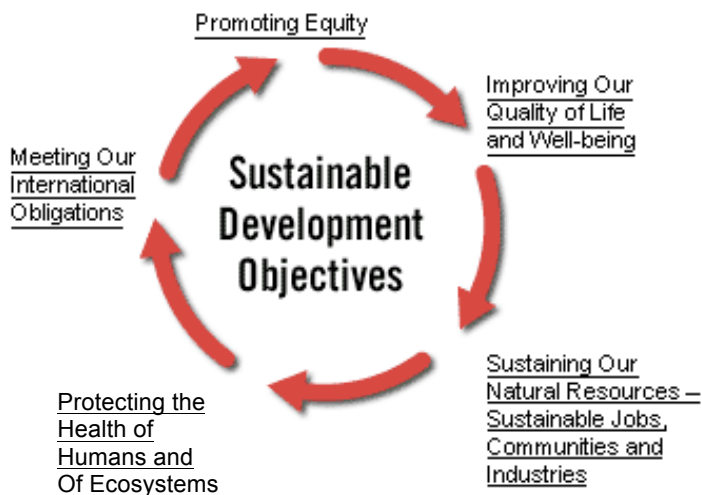 Promoting Equity
Improving Our
Quality of Life
and Well-being
Meeting Our
International
Obligations
Sustainable
Development
Objectives
Sustaining Our
Natural Resources –
Sustainable Jobs,
Communities and
Industries
Protecting the
Health of
Humans and
Of Ecosystems